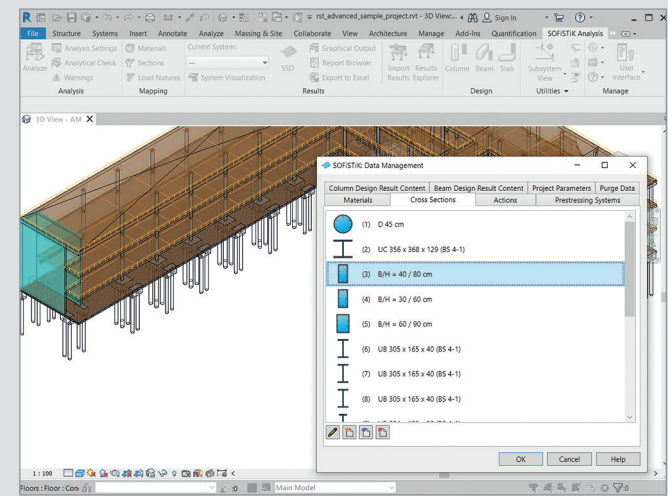 rst_advanced_sample_project.rvt - 3D View:... Sign In
File Structure Systems Insert Annotate Analyze Massing & Site Collaborate View Architecture Manage Add-Ins Quantification SOFiSTiK Analysis
Analyze Analysis Settings Materials Current System: Graphical Output
Analytical Check Sections -- SSD Report Browser Import Results Column Beam Slab Subsystem User
Warnings Load Natures System Visualization Export to Excel Results Explorer View Interface
Analysis Mapping Results Design Utilities Manage
3D View - AM
SOFiSTiK: Data Management
Column Design Result Content Beam Design Result Content Project Parameters Purge Data
Materials Cross Sections Actions Prestressing Systems
(1) D 45 cm
(2) UC 356 x 368 x 129 (BS 4-1)
(3) B/H = 40 / 80 cm
(4) B/H = 30 / 60 cm
(5) B/H = 60 / 90 cm
(6) UB 305 x 165 x 40 (BS 4-1)
(7) UB 305 x 165 x 40 (BS 4-1)
(8) UB 305 x 165 x 40 (BS 4-1)
OK Cancel Help
1 : 100
Floors : Floor : Con :0 Main Model :0